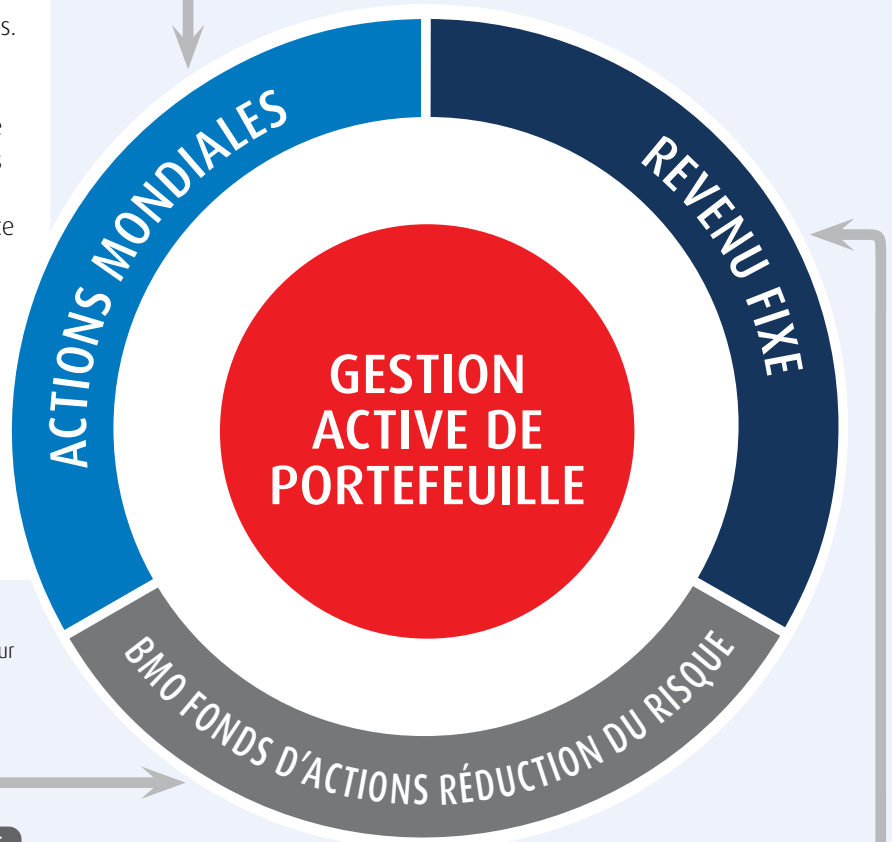 s.
ACTIONS MONDIALES
REVENU FIXE
GESTION
ACTIVE DE
PORTEFEUILLE
BMO FONDS D'ACTIONS RÉDUCTION DU RISQUE